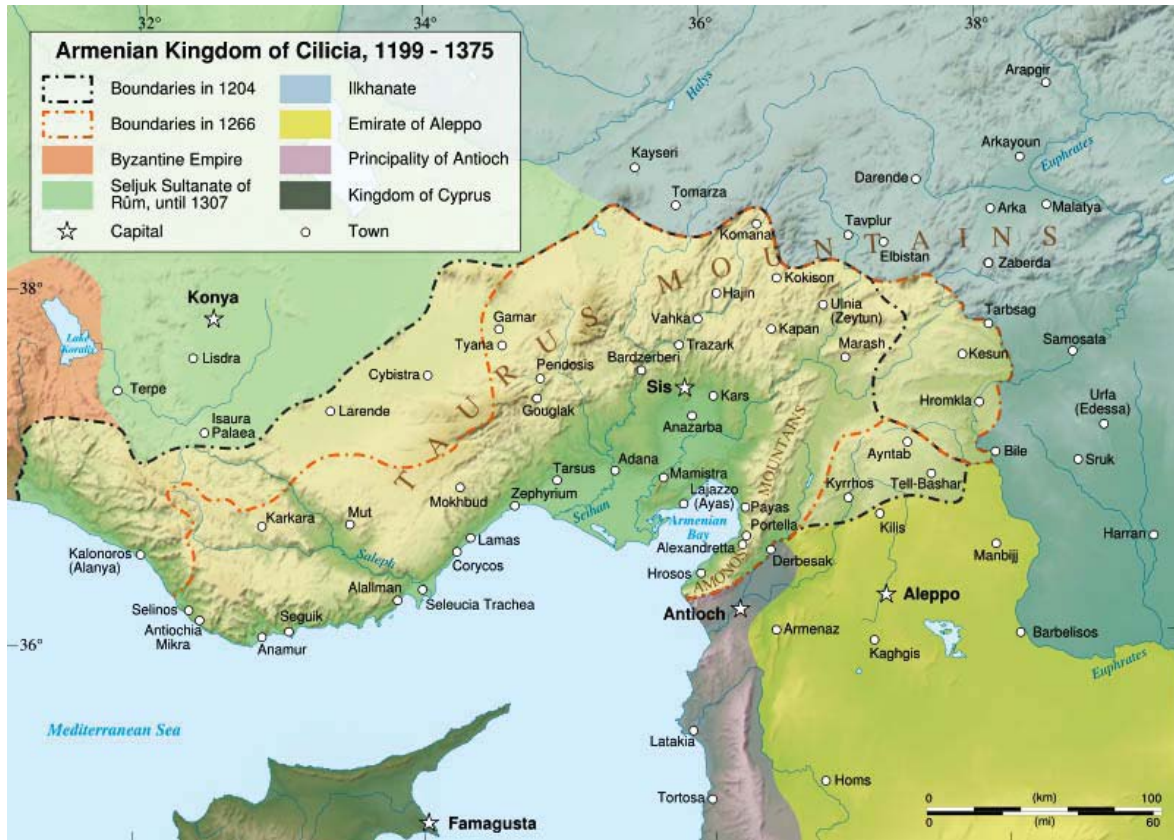 32°
34°
38°
Armenian Kingdom of Cilicia, 1199 - 1375
Boundaries in 1204
Boundaries in 1266
Byzantine Empire
Seljuk Sultanate of
Rûm, until 1307
Capital
Ilkhanate
Emirate of Aleppo
Principality of Antioch
Kingdom of Cyprus
Town
Halys
Arapgir
Arkayoun
Euphrates
Kayseri
Darende
Tomarza
Arka
Malatya
Tavplur
Komana
Elbistan
Zaberda
TAURUS MOUNTAINS
38°
38°
Konya
Lake
Koralis
Lisdra
Terpe
Isaura
Palaea
Cybistra
Larende
Gamar
Tyana
Pendosis
Gouglak
Bardzerberi
Vahka
Hajin
Trazark
Kokison
Kapan
Ulnia
(Zeytun)
Marash
Tarbsag
Samosata
Kesun
Hromkla
Urfa
(Edessa)
Sis
Kars
Anazarba
Adana
Tarsus
Mamistra
Zephyrium
Seihan
Lajazzo
(Ayas)
Armenian
Bay
Payas
Portella
Alexandretta
Hrosos
AMONOS MOUNTAINS
Derbesak
Ayntab
Tell-Bashar
Kyrrhos
Kilis
Bile
Sruk
Harran
Manbijj
Mokhbud
Mut
Karkara
Saleph
Lamas
Corycos
Alallman
Seleucia Trachea
Kalonoros
(Alanya)
Selinos
Antiochia
Mikra
Seguik
Anamur
Antioch
Aleppo
Armenaz
Kaghgis
Barbelisos
Euphrates
36°
36°
Mediterranean Sea
Latakia
Tortosa
Homs
Famagusta
0
(km)
100
0
(mi)
60